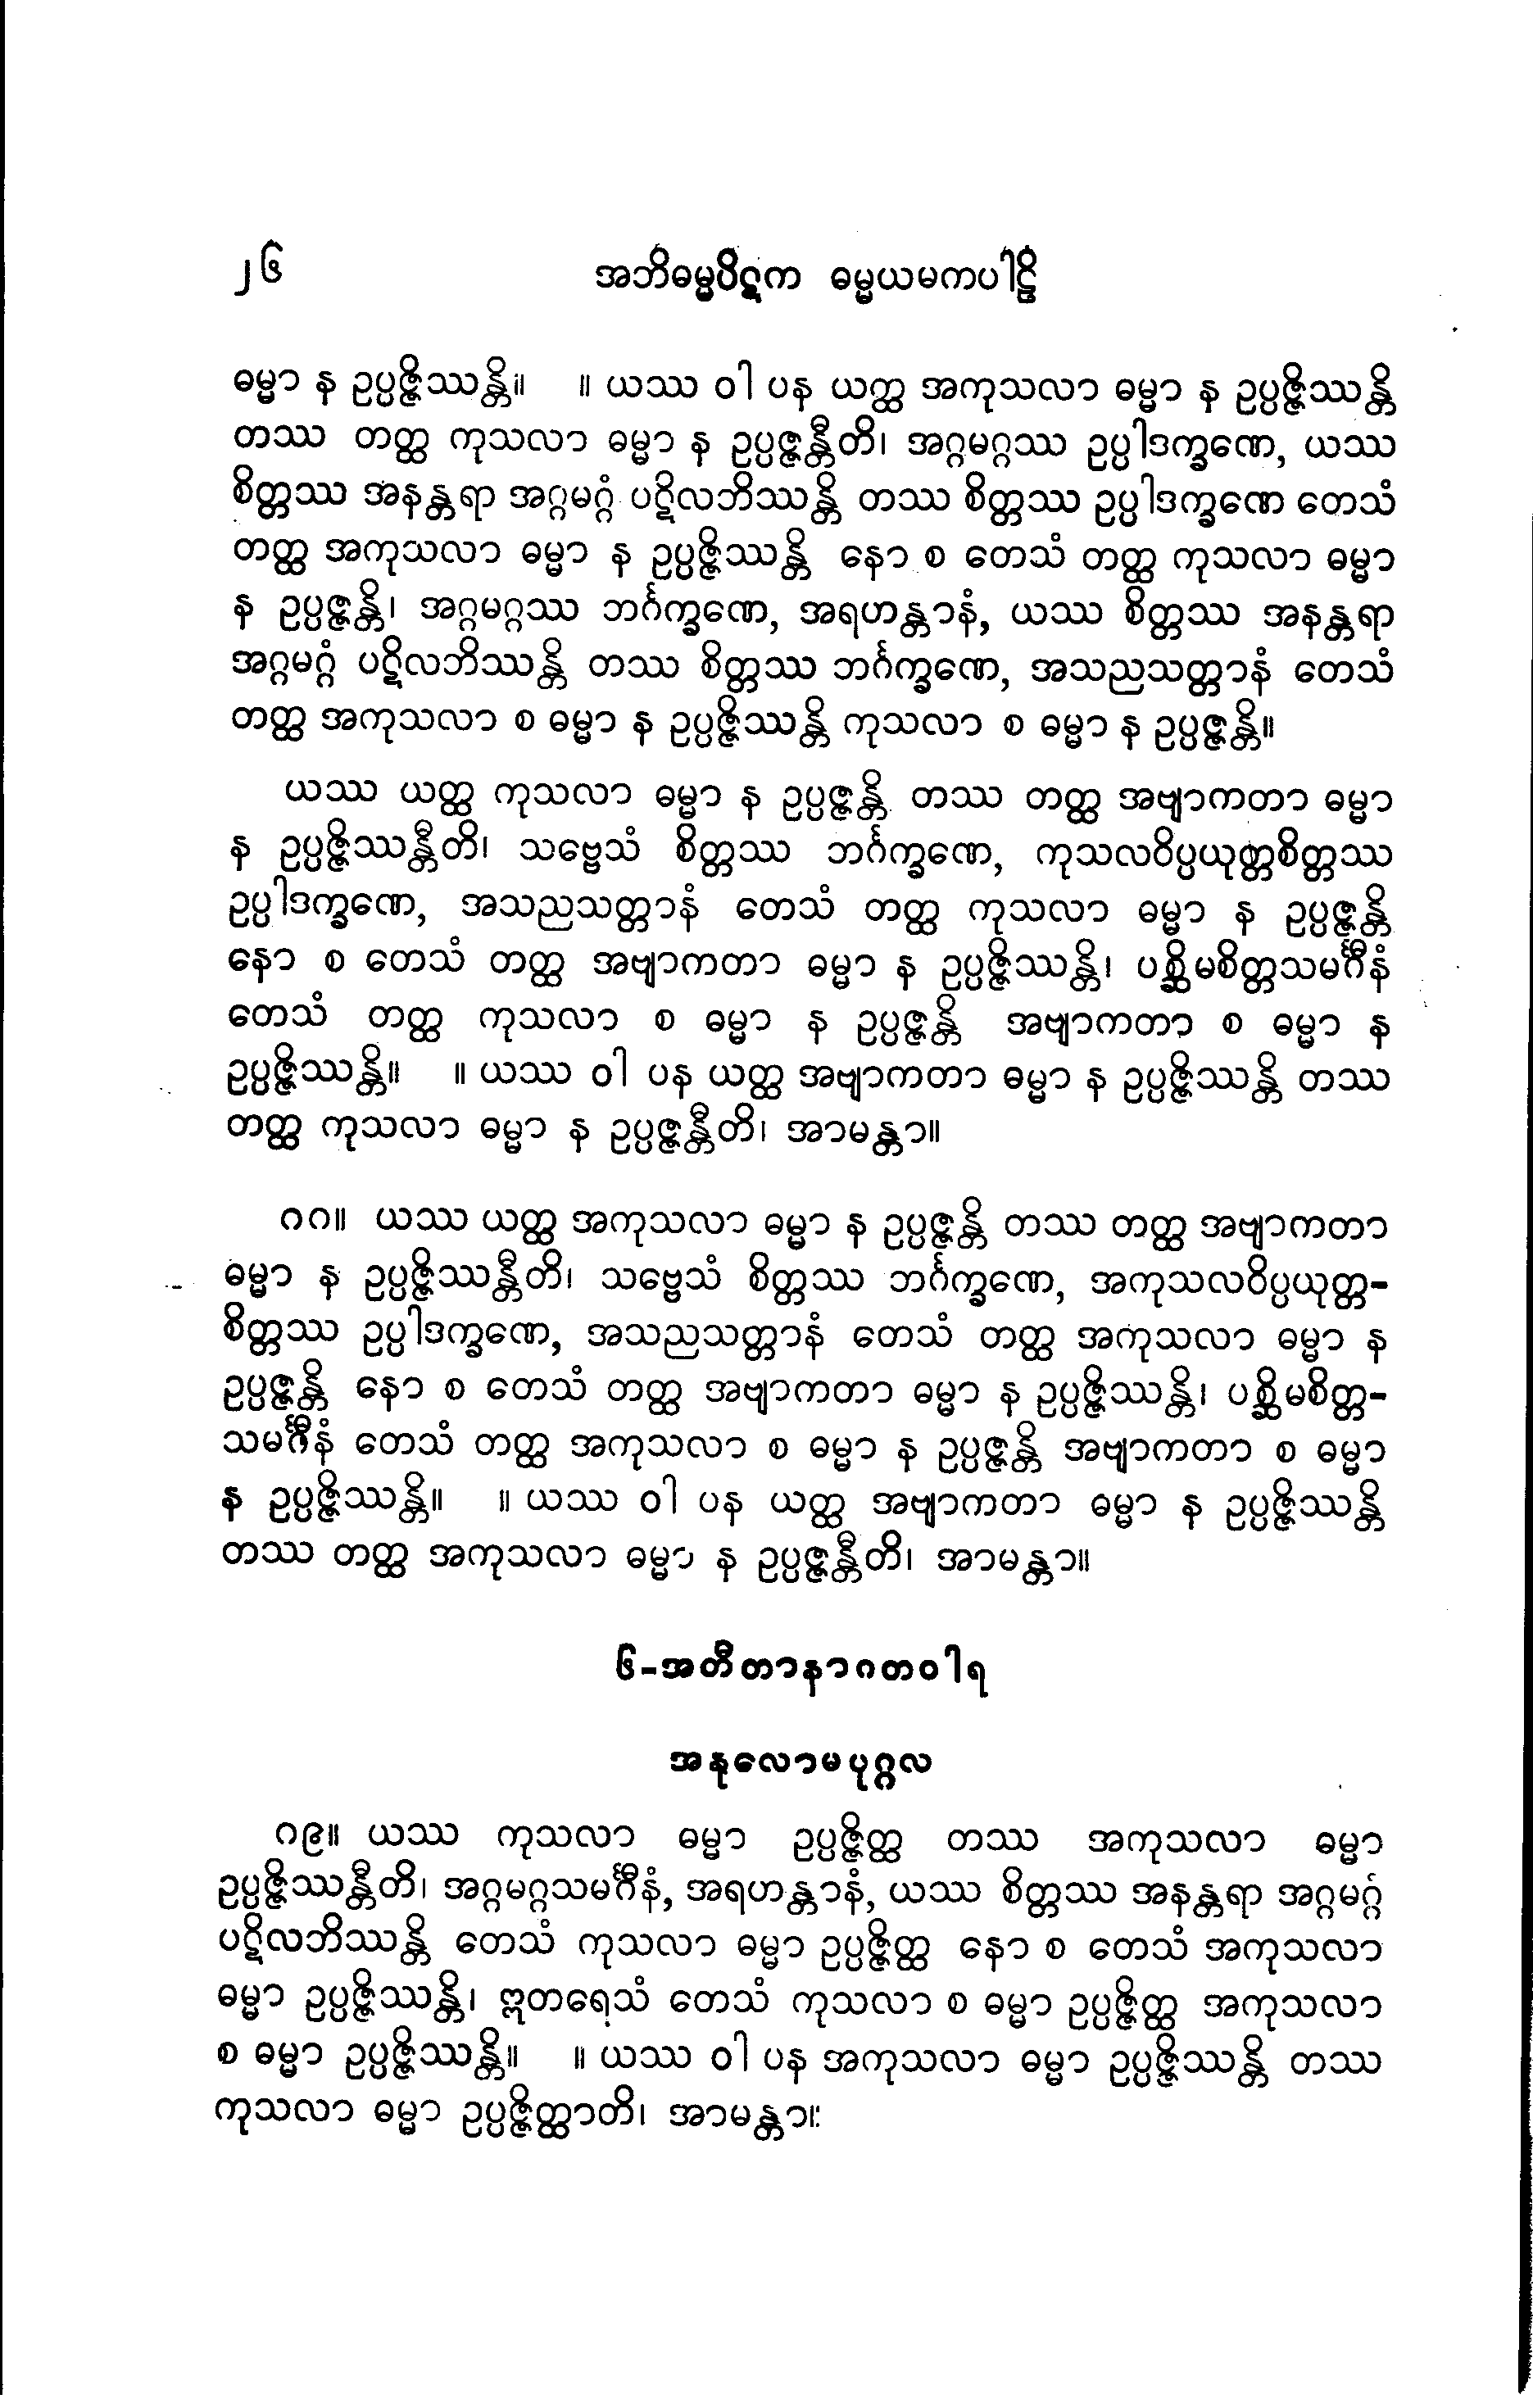 ၂၆ အဘိဓမ္မပိဋက ဓမ္မယမကပါဠိ
ဓမ္မာ န ဥပ္ပဇ္ဇိဿန္တိ။ ။ ယဿ ဝါ ပန ယတ္ထ အကုသလာ ဓမ္မာ န ဥပ္ပဇ္ဇိဿန္တိ
တဿ တတ္ထ ကုသလာ ဓမ္မာ န ဥပ္ပဇ္ဇန္တီတိ၊ အဂ္ဂမဂ္ဂဿ ဥပ္ပါဒက္ခဏေ, ယဿ
စိတ္တဿ အနန္တရာ အဂ္ဂမဂ္ဂံ ပဋိလဘိဿန္တိ တဿ စိတ္တဿ ဥပ္ပါဒက္ခဏေ တေသံ
တတ္ထ အကုသလာ ဓမ္မာ န ဥပ္ပဇ္ဇိဿန္တိ နော စ တေသံ တတ္ထ ကုသလာ ဓမ္မာ
န ဥပ္ပဇ္ဇန္တိ၊ အဂ္ဂမဂ္ဂဿ ဘင်္ဂက္ခဏေ, အရဟန္တာနံ, ယဿ စိတ္တဿ အနန္တရာ
အဂ္ဂမဂ္ဂံ ပဋိလဘိဿန္တိ တဿ စိတ္တဿ ဘင်္ဂက္ခဏေ, အသညသတ္တာနံ တေသံ
တတ္ထ အကုသလာ စ ဓမ္မာ န ဥပ္ပဇ္ဇိဿန္တိ ကုသလာ စ ဓမ္မာ န ဥပ္ပဇ္ဇန္တိ။
ယဿ ယတ္ထ ကုသလာ ဓမ္မာ န ဥပ္ပဇ္ဇန္တိ တဿ တတ္ထ အဗျာကတာ ဓမ္မာ
န ဥပ္ပဇ္ဇိဿန္တီတိ၊ သဗ္ဗေသံ စိတ္တဿ ဘင်္ဂက္ခဏေ, ကုသလဝိပ္ပယုတ္တစိတ္တဿ
ဥပ္ပါဒက္ခဏေ, အသညသတ္တာနံ တေသံ တတ္ထ ကုသလာ ဓမ္မာ န ဥပ္ပဇ္ဇန္တိ
နော စ တေသံ တတ္ထ အဗျာကတာ ဓမ္မာ န ဥပ္ပဇ္ဇိဿန္တိ၊ ပစ္ဆိမစိတ္တသမင်္ဂီနံ
တေသံ တတ္ထ ကုသလာ စ ဓမ္မာ န ဥပ္ပဇ္ဇန္တိ အဗျာကတာ စ ဓမ္မာ န
ဥပ္ပဇ္ဇိဿန္တိ။ ။ ယဿ ဝါ ပန ယတ္ထ အဗျာကတာ ဓမ္မာ န ဥပ္ပဇ္ဇိဿန္တိ တဿ
တတ္ထ ကုသလာ ဓမ္မာ န ဥပ္ပဇ္ဇန္တီတိ၊ အာမန္တာ။
၈၈။ ယဿ ယတ္ထ အကုသလာ ဓမ္မာ န ဥပ္ပဇ္ဇန္တိ တဿ တတ္ထ အဗျာကတာ
ဓမ္မာ န ဥပ္ပဇ္ဇိဿန္တီတိ၊ သဗ္ဗေသံ စိတ္တဿ ဘင်္ဂက္ခဏေ, အကုသလဝိပ္ပယုတ္တ-
စိတ္တဿ ဥပ္ပါဒက္ခဏေ, အသညသတ္တာနံ တေသံ တတ္ထ အကုသလာ ဓမ္မာ န
ဥပ္ပဇ္ဇန္တိ နော စ တေသံ တတ္ထ အဗျာကတာ ဓမ္မာ န ဥပ္ပဇ္ဇိဿန္တိ၊ ပစ္ဆိမစိတ္တ-
သမင်္ဂီနံ တေသံ တတ္ထ အကုသလာ စ ဓမ္မာ န ဥပ္ပဇ္ဇန္တိ အဗျာကတာ စ ဓမ္မာ
န ဥပ္ပဇ္ဇိဿန္တိ။ ။ ယဿ ဝါ ပန ယတ္ထ အဗျာကတာ ဓမ္မာ န ဥပ္ပဇ္ဇိဿန္တိ
တဿ တတ္ထ အကုသလာ ဓမ္မာ န ဥပ္ပဇ္ဇန္တီတိ၊ အာမန္တာ။
၆-အတီတာနာဂတဝါရ
အနုလောမပုဂ္ဂလ
၈၉။ ယဿ ကုသလာ ဓမ္မာ ဥပ္ပဇ္ဇိတ္ထ တဿ အကုသလာ ဓမ္မာ
ဥပ္ပဇ္ဇိဿန္တီတိ၊ အဂ္ဂမဂ္ဂသမင်္ဂီနံ, အရဟန္တာနံ, ယဿ စိတ္တဿ အနန္တရာ အဂ္ဂမဂ္ဂံ
ပဋိလဘိဿန္တိ တေသံ ကုသလာ ဓမ္မာ ဥပ္ပဇ္ဇိတ္ထ နော စ တေသံ အကုသလာ
ဓမ္မာ ဥပ္ပဇ္ဇိဿန္တိ၊ ဣတရေသံ တေသံ ကုသလာ စ ဓမ္မာ ဥပ္ပဇ္ဇိတ္ထ အကုသလာ
စ ဓမ္မာ ဥပ္ပဇ္ဇိဿန္တိ။ ။ ယဿ ဝါ ပန အကုသလာ ဓမ္မာ ဥပ္ပဇ္ဇိဿန္တိ တဿ
ကုသလာ ဓမ္မာ ဥပ္ပဇ္ဇိတ္ထာတိ၊ အာမန္တာ။